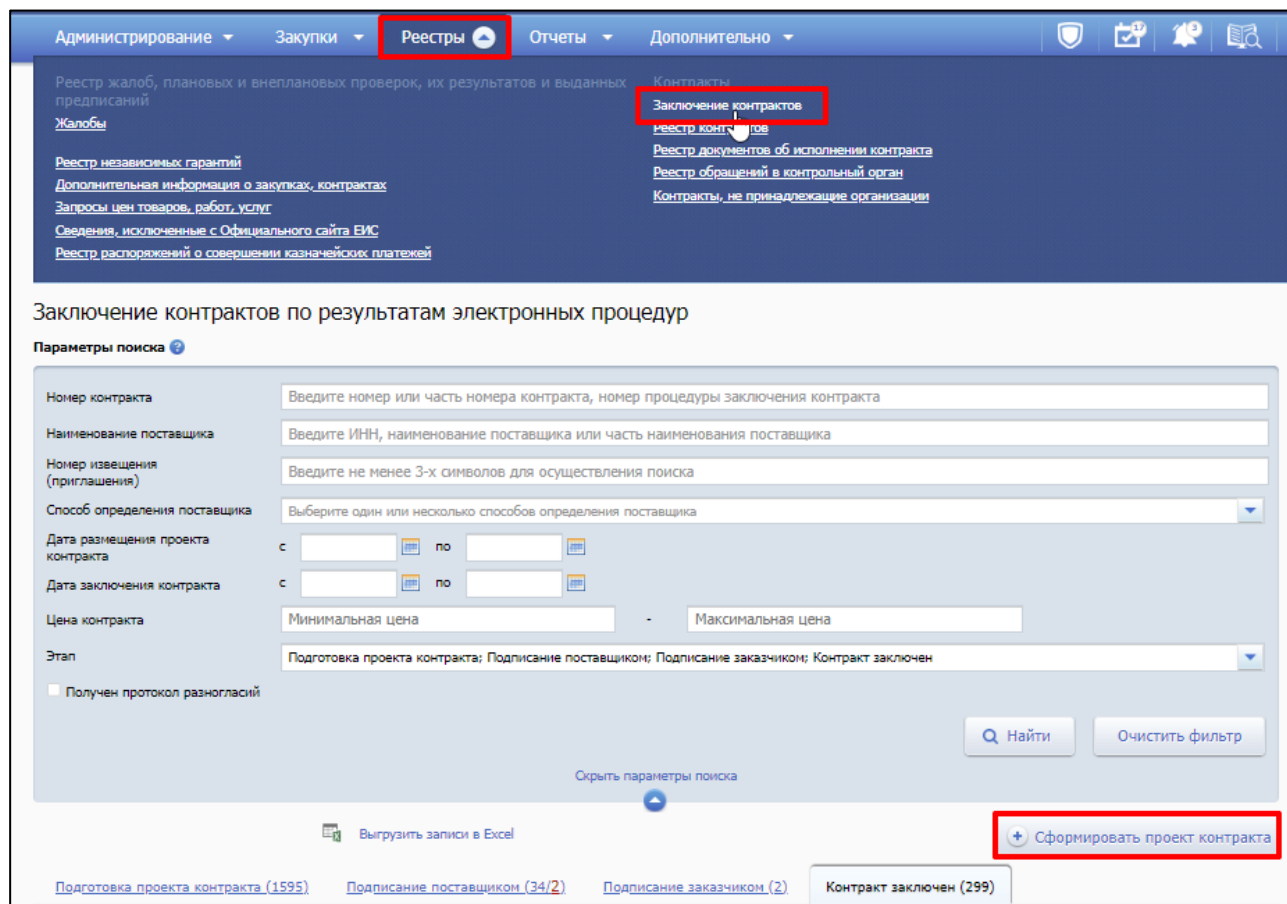 Администрирование Закупки Реестры Отчеты Дополнительно 17 3
Реестр жалоб, плановых и внеплановых проверок, их результатов и выданных
предписаний
Жалобы
Реестр независимых гарантий
Дополнительная информация о закупках, контрактах
Запросы цен товаров, работ, услуг
Сведения, исключенные с Официального сайта ЕИС
Реестр распоряжений о совершении казначейских платежей
Контракты
Заключение контрактов
Реестр контрактов
Реестр документов об исполнении контракта
Реестр обращений в контрольный орган
Контракты, не принадлежащие организации
Заключение контрактов по результатам электронных процедур
Параметры поиска ?
Номер контракта Введите номер или часть номера контракта, номер процедуры заключения контракта
Наименование поставщика Введите ИНН, наименование поставщика или часть наименования поставщика
Номер извещения
(приглашения) Введите не менее 3-х символов для осуществления поиска
Способ определения поставщика Выберите один или несколько способов определения поставщика
Дата размещения проекта
контракта с по
Дата заключения контракта с по
Цена контракта Минимальная цена - Максимальная цена
Этап Подготовка проекта контракта; Подписание поставщиком; Подписание заказчиком; Контракт заключен
Получен протокол разногласий
Найти Очистить фильтр
Скрыть параметры поиска
Выгрузить записи в Excel + Сформировать проект контракта
Подготовка проекта контракта (1595) Подписание поставщиком (34/2) Подписание заказчиком (2) Контракт заключен (299)